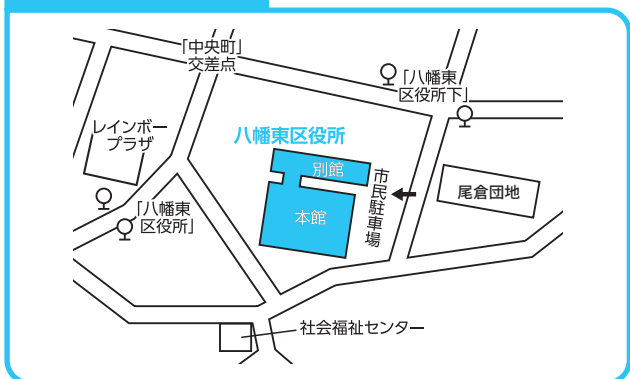 「中央町」
交差点
「八幡東
区役所下」
レインボー
プラザ
八幡東区役所
別館
本館
市民駐車場
尾倉団地
「八幡東
区役所」
社会福祉センター